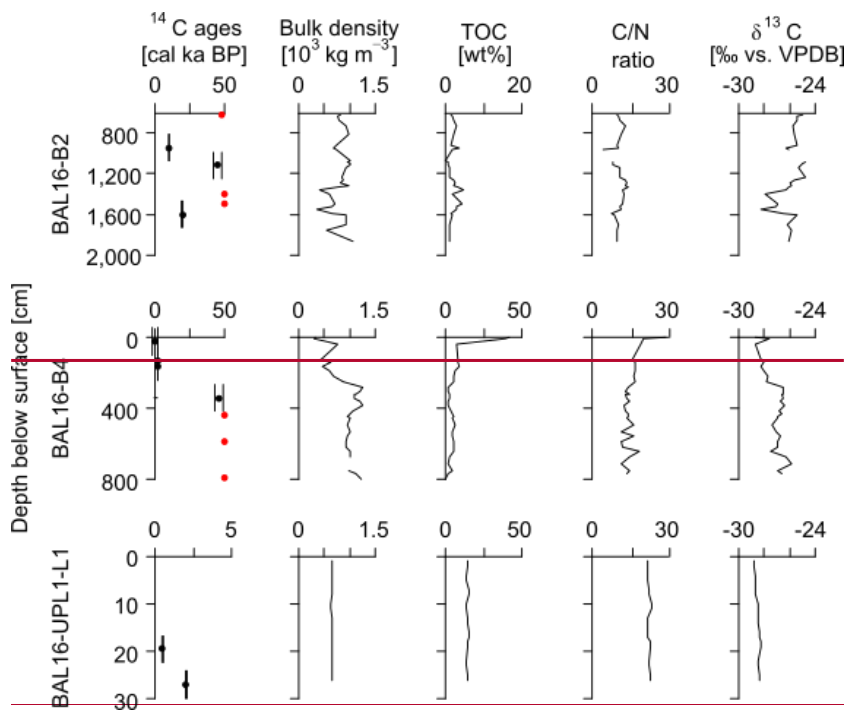 14C ages
[cal ka BP]
Bulk density
[10³ kg m⁻³]
TOC
[wt%]
C/N
ratio
δ13 C
[‰ vs. VPDB]
0 50 0 1.5 0 20 0 30 -30 -24
BAL16-B2
800
1,200
1,600
2,000
0 50 0 1.5 0 50 0 30 -30 -24
BAL16-B4
0
400
800
Depth below surface [cm]
0 5 0 1.5 0 50 0 30 -30 -24
BAL16-UPL1-L1
0
10
20
30